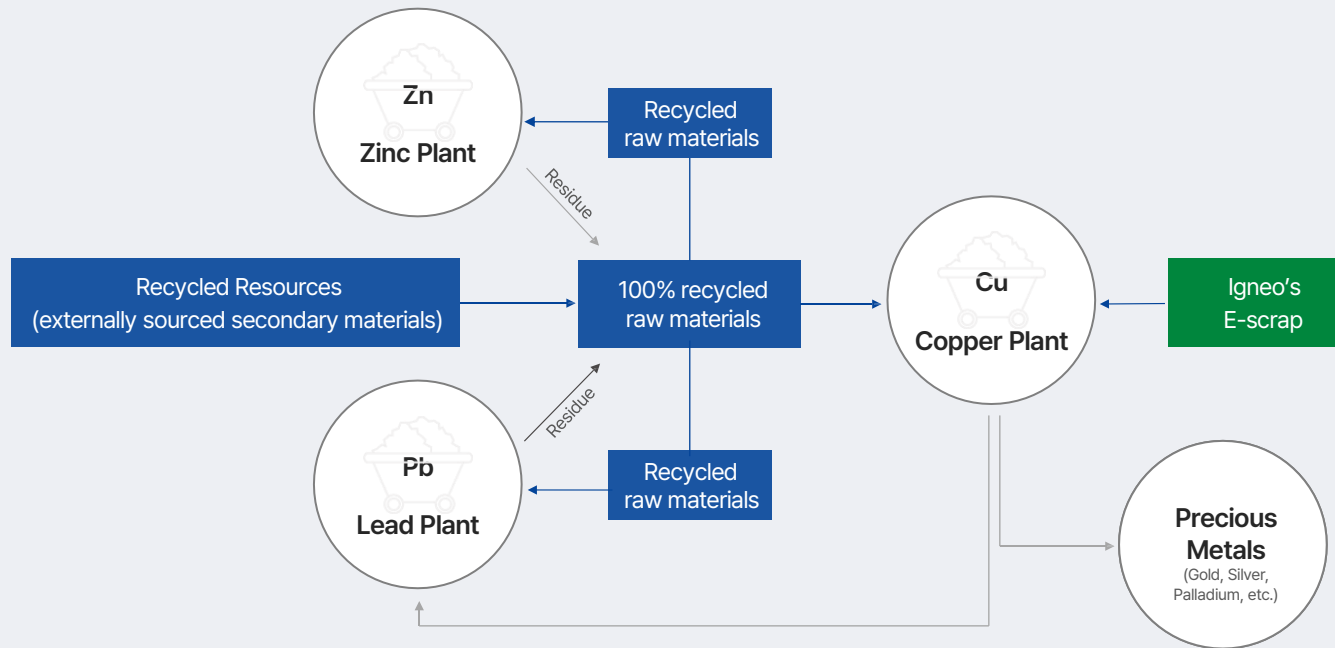 Zn
Zinc Plant
Recycled
raw materials
Residue
Recycled Resources
(externally sourced secondary materials)
100% recycled
raw materials
Cu
Copper Plant
Igneo's
E-scrap
Residue
Pb
Lead Plant
Recycled
raw materials
Precious
Metals
(Gold, Silver,
Palladium, etc.)